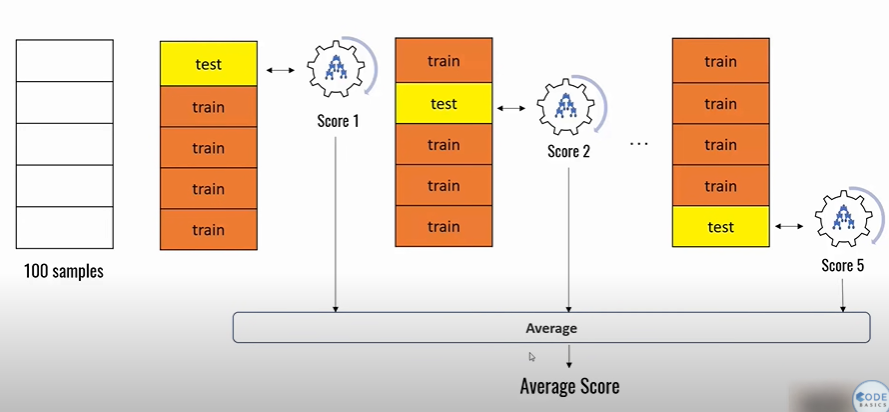 100 samples
test
train
train
train
train
Score 1
train
test
train
train
train
Score 2
...
train
train
train
train
test
Score 5
Average
Average Score
CODE
BASICS